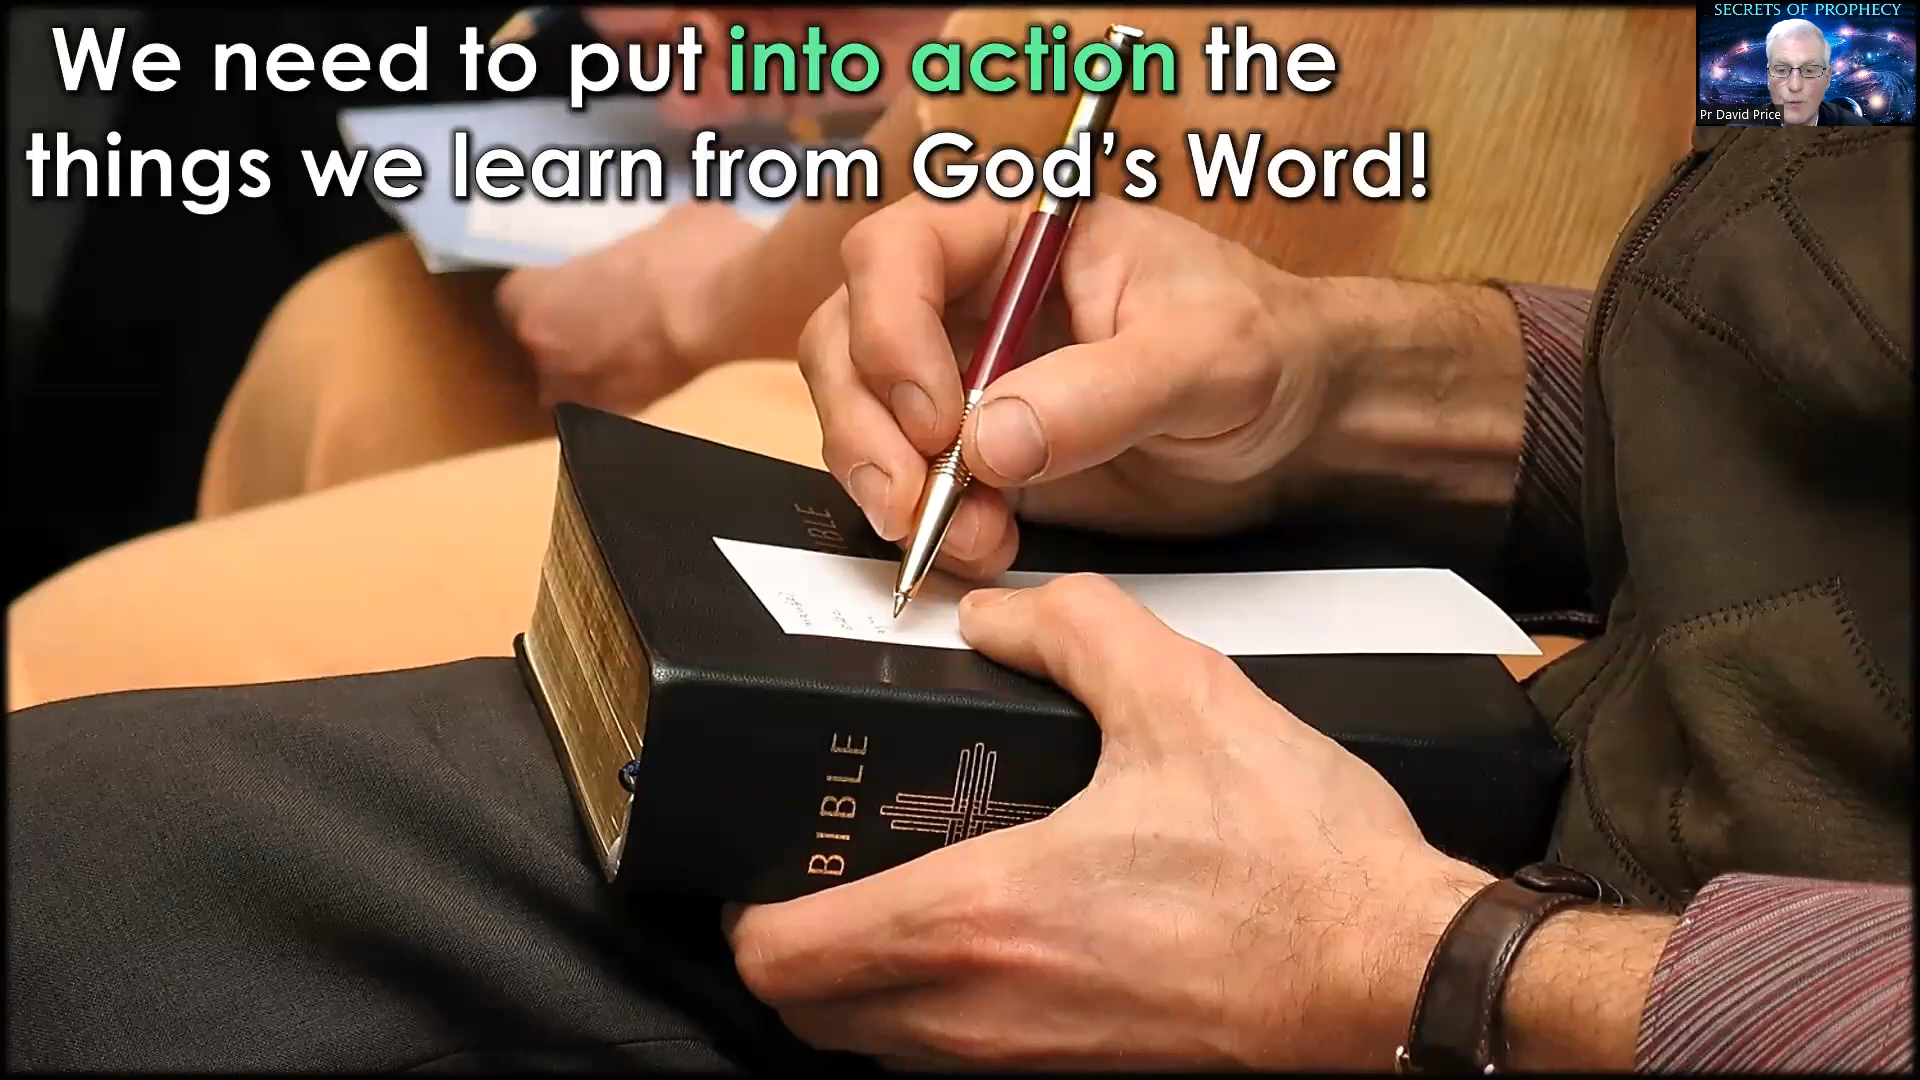 We need to put into action the
things we learn from God’s Word!
SECRETS OF PROPHECY
Pr David Price
BIBLE
BIBLE